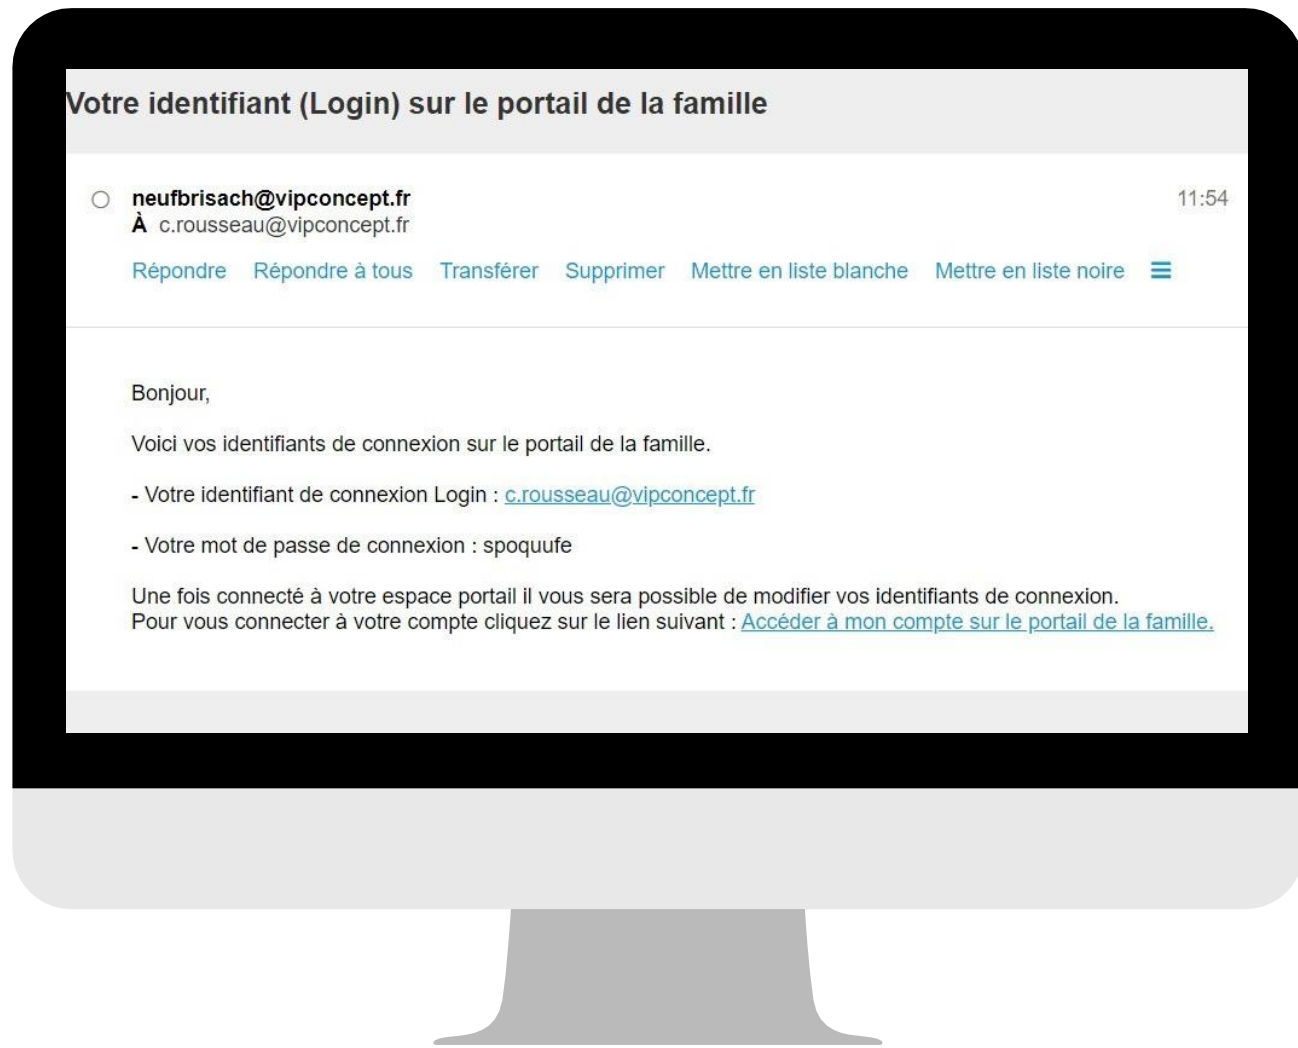 Votre identifiant (Login) sur le portail de la famille
neufbrisach@vipconcept.fr
11:54
À c.rousseau@vipconcept.fr
Répondre Répondre à tous Transférer Supprimer Mettre en liste blanche Mettre en liste noire
Bonjour,
Voici vos identifiants de connexion sur le portail de la famille.
- Votre identifiant de connexion Login : c.rousseau@vipconcept.fr
- Votre mot de passe de connexion : spoquufe
Une fois connecté à votre espace portail il vous sera possible de modifier vos identifiants de connexion.
Pour vous connecter à votre compte cliquez sur le lien suivant : Accéder à mon compte sur le portail de la famille.